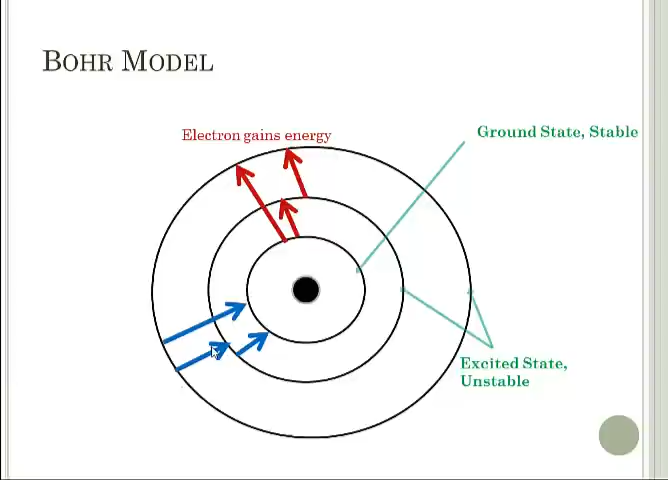 Bohr Model
Electron gains energy
Ground State, Stable
Excited State,
Unstable